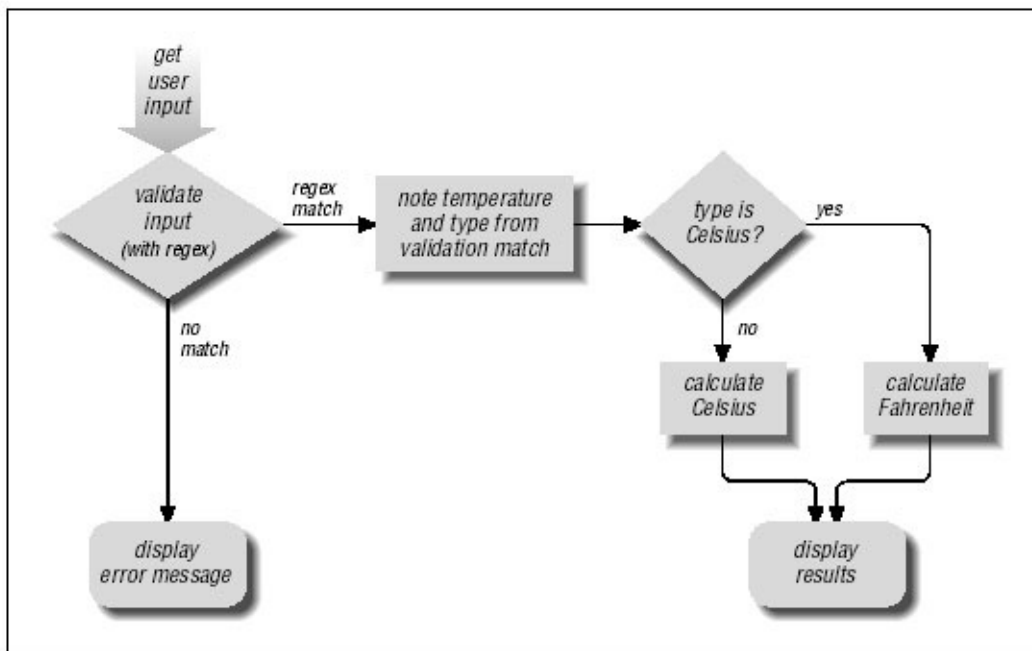 get
user
input
validate
input
(with regex)
regex
match
note temperature
and type from
validation match
type is
Celsius?
yes
no
match
no
calculate
Celsius
calculate
Fahrenheit
display
error message
display
results